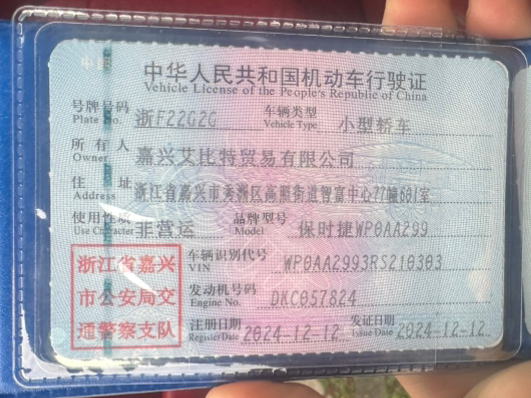 中华人民共和国机动车行驶证
Vehicle License of the People's Republic of China
号牌号码 浙F22G2G 车辆类型 小型轿车
Plate No. Vehicle Type
所有人 嘉兴艾比特贸易有限公司
Owner
住址 浙江省嘉兴市秀洲区高照街道智富中心77幢601室
Address
使用性质 非营运 品牌型号 保时捷WP0AA299
Use Character Model
浙江省嘉兴
市公安局交
通警察支队
车辆识别代号 WP0AA2993RS210303
VIN
发动机号码 DKC057824
Engine No.
注册日期 2024-12-12 发证日期 2024-12-12
Register Date Issue Date